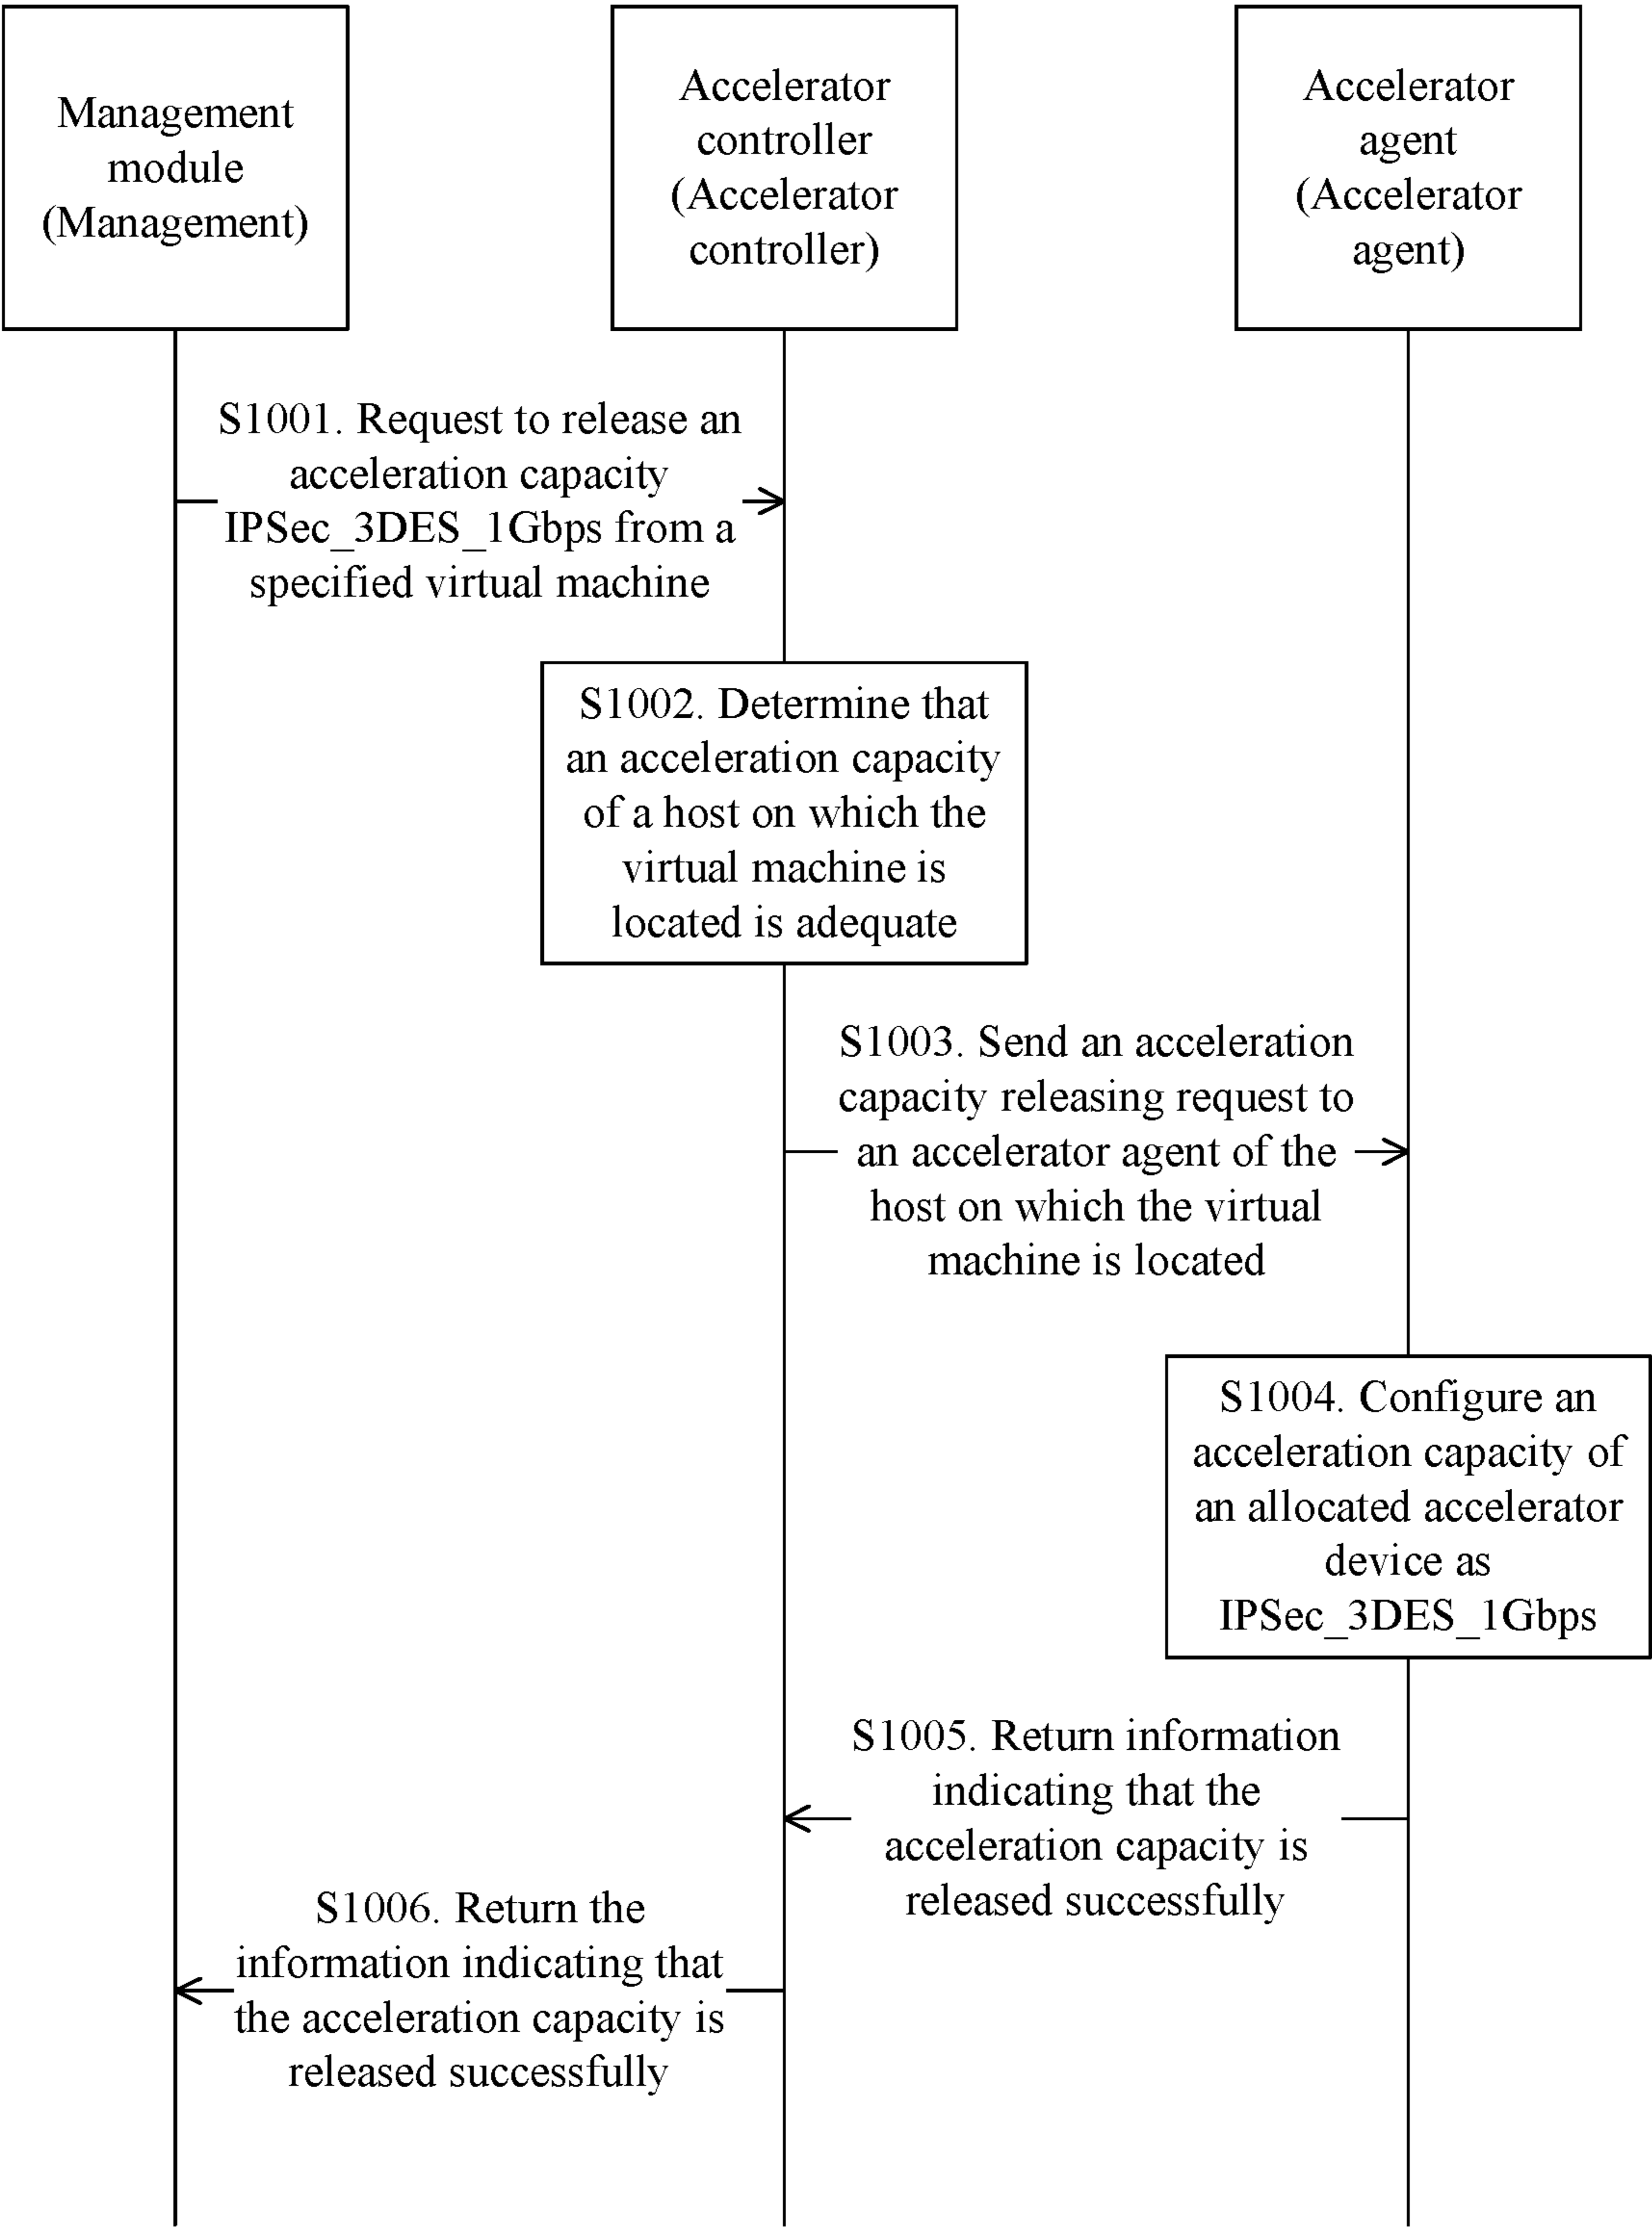 Management
module
(Management)
Accelerator
controller
(Accelerator
controller)
Accelerator
agent
(Accelerator
agent)
S1001. Request to release an
acceleration capacity
IPSec_3DES_1Gbps from a
specified virtual machine
S1002. Determine that
an acceleration capacity
of a host on which the
virtual machine is
located is adequate
S1003. Send an acceleration
capacity releasing request to
an accelerator agent of the
host on which the virtual
machine is located
S1004. Configure an
acceleration capacity of
an allocated accelerator
device as
IPSec_3DES_1Gbps
S1005. Return information
indicating that the
acceleration capacity is
released successfully
S1006. Return the
information indicating that
the acceleration capacity is
released successfully